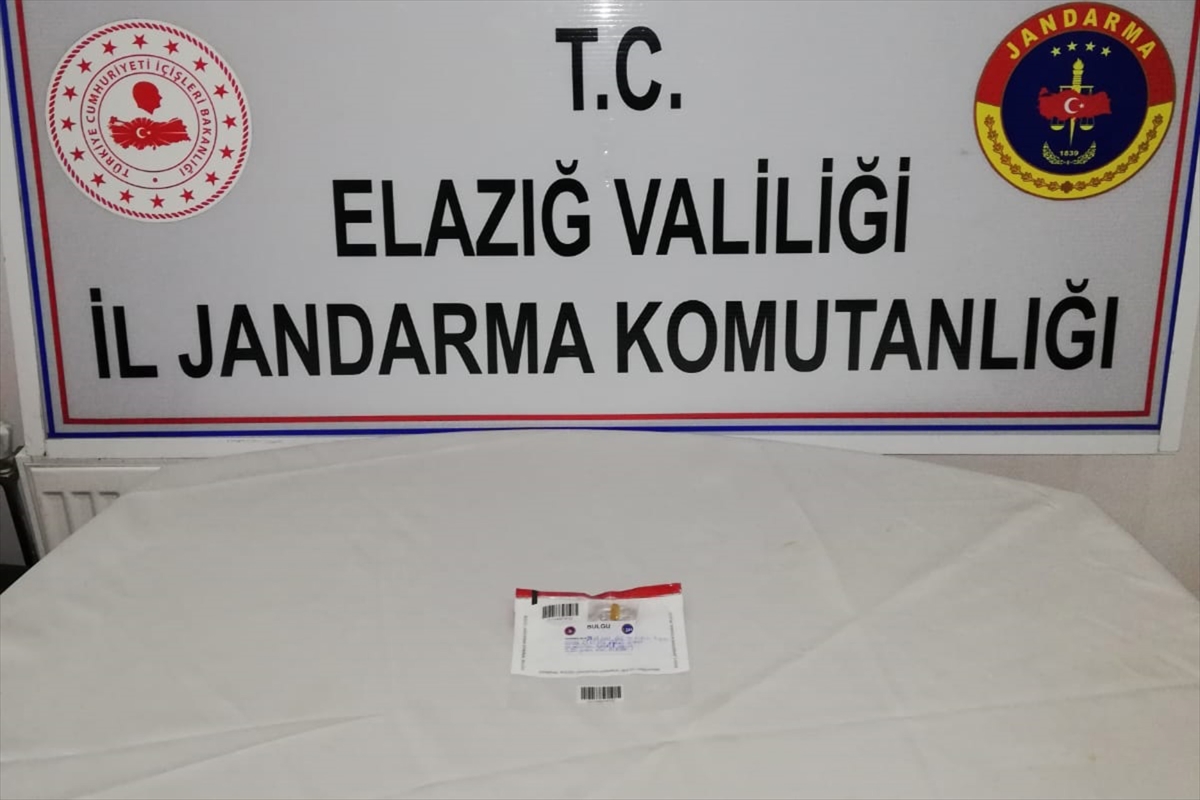 TÜRKİYE CUMHURİYETİ İÇİŞLERİ BAKANLIĞI
T.C.
JANDARMA
1839
ELAZIĞ VALİLİĞİ
İL JANDARMA KOMUTANLIĞI
BULGU